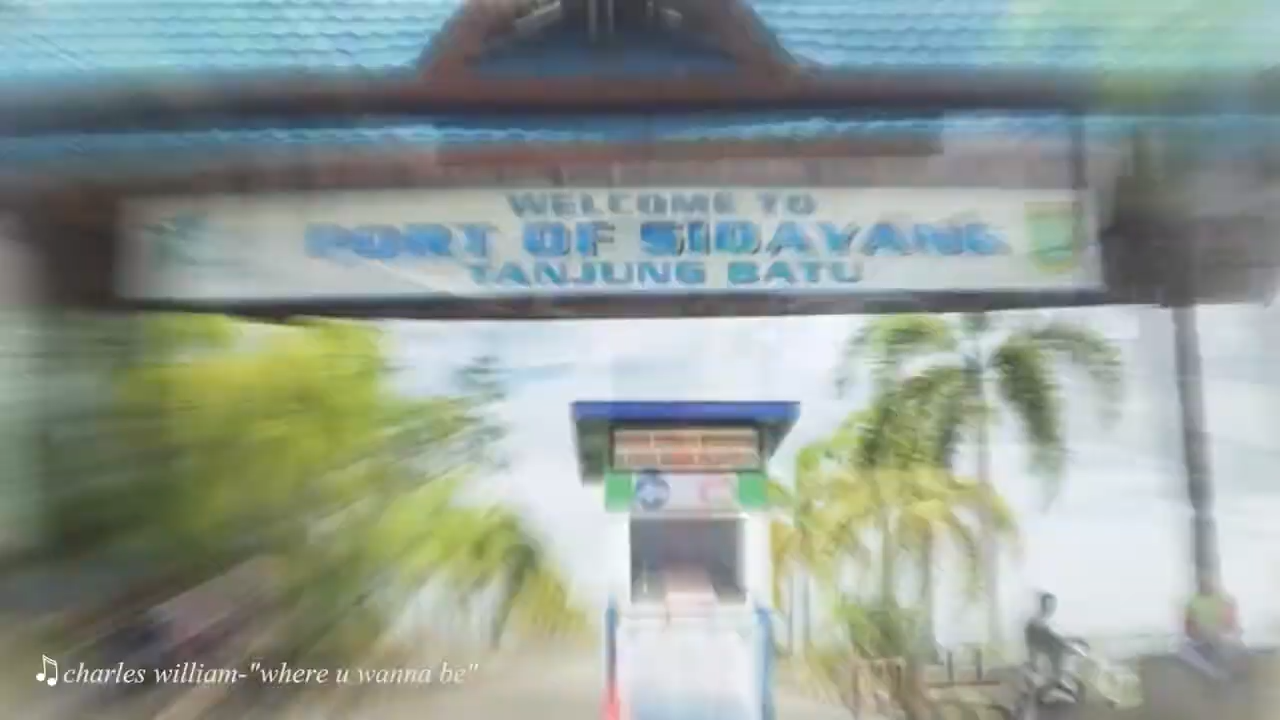 WELCOME TO
PORT OF SIDAYANG
TANJUNG BATU
♫charles william-"where u wanna be"